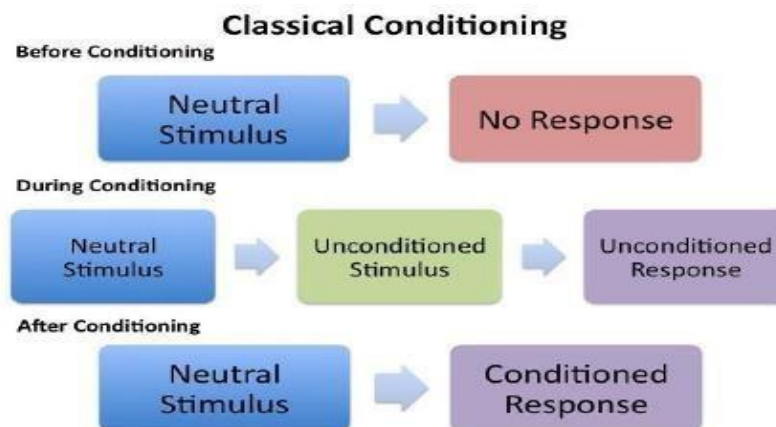 Classical Conditioning
Before Conditioning
Neutral
Stimulus
No Response
During Conditioning
Neutral
Stimulus
Unconditioned
Stimulus
Unconditioned
Response
After Conditioning
Neutral
Stimulus
Conditioned
Response